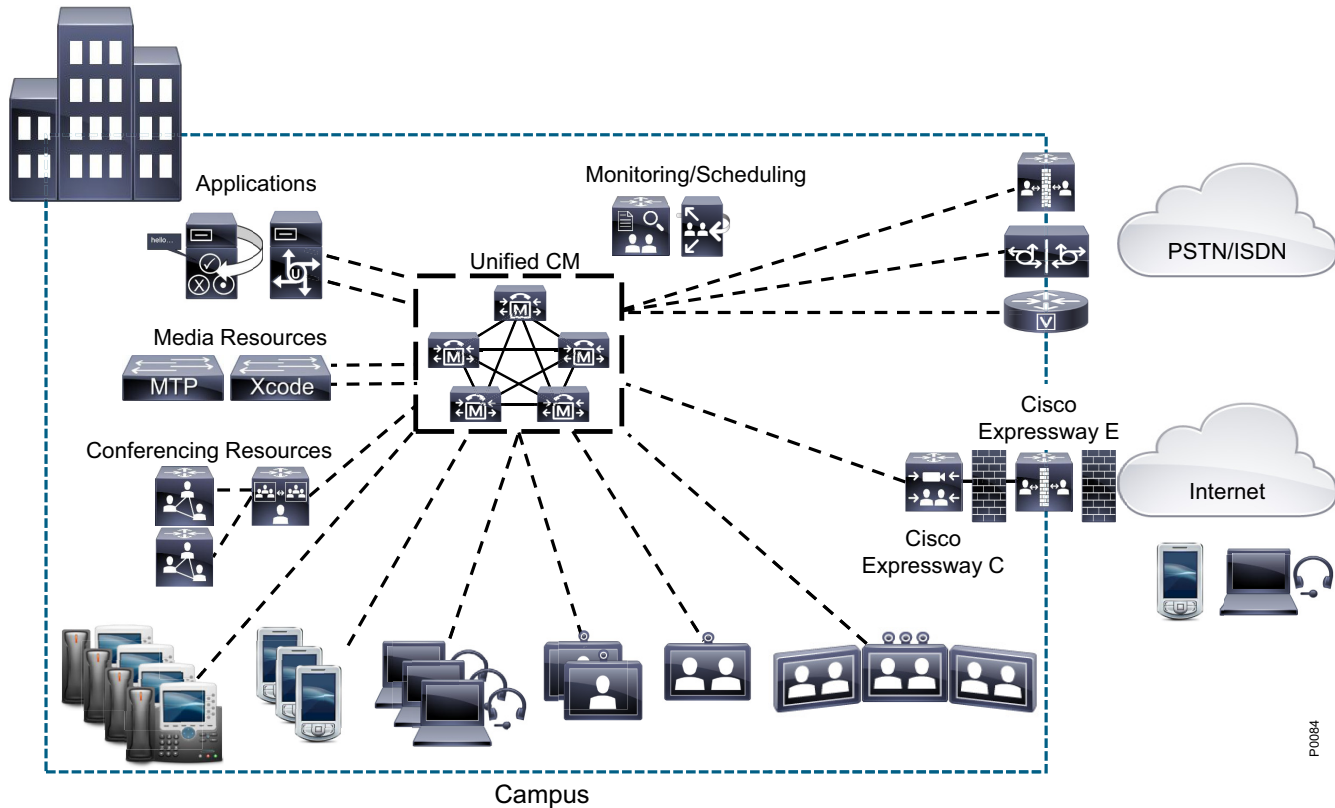 Applications
hello...
U
Monitoring/Scheduling
Unified CM
M
M
M
M
M
Media Resources
MTP
Xcode
Conferencing Resources
V
PSTN/ISDN
Cisco
Expressway E
Internet
Cisco
Expressway C
Campus
P0084